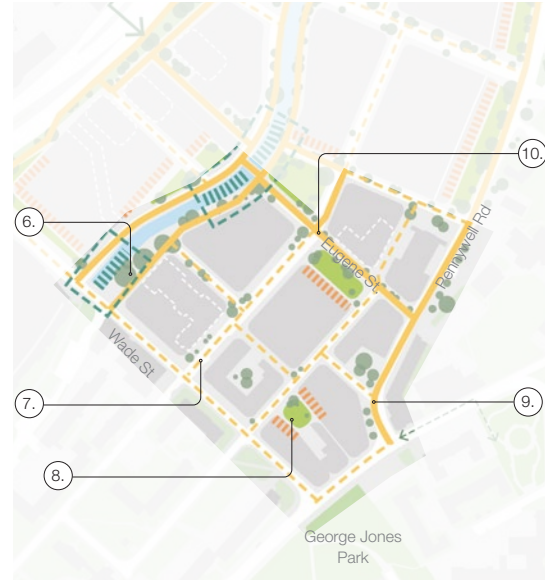 10.
6.
Eugene St.
Pennywell Rd
Wade St
7.
9.
8.
George Jones
Park